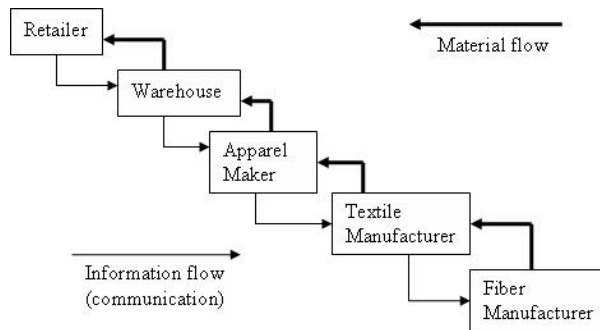 Retailer
Material flow
Warehouse
Apparel
Maker
Textile
Manufacturer
Information flow
(communication)
Fiber
Manufacturer